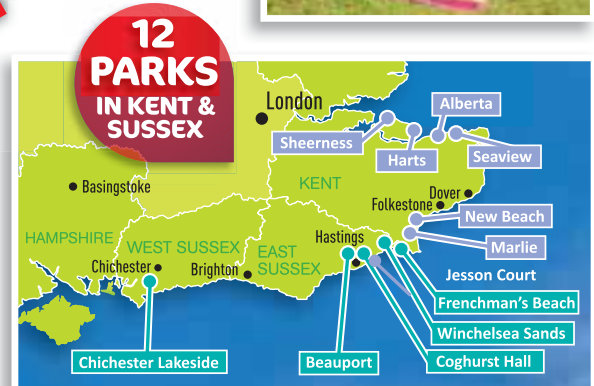 12
PARKS
IN KENT &
SUSSEX
London
Alberta
Sheerness
Harts
Seaview
Basingstoke
KENT
Dover
Folkestone
New Beach
HAMPSHIRE
WEST SUSSEX
EAST
SUSSEX
Hastings
Marlie
Chichester
Brighton
Jesson Court
Frenchman's Beach
Winchelsea Sands
Chichester Lakeside
Beauport
Coghurst Hall